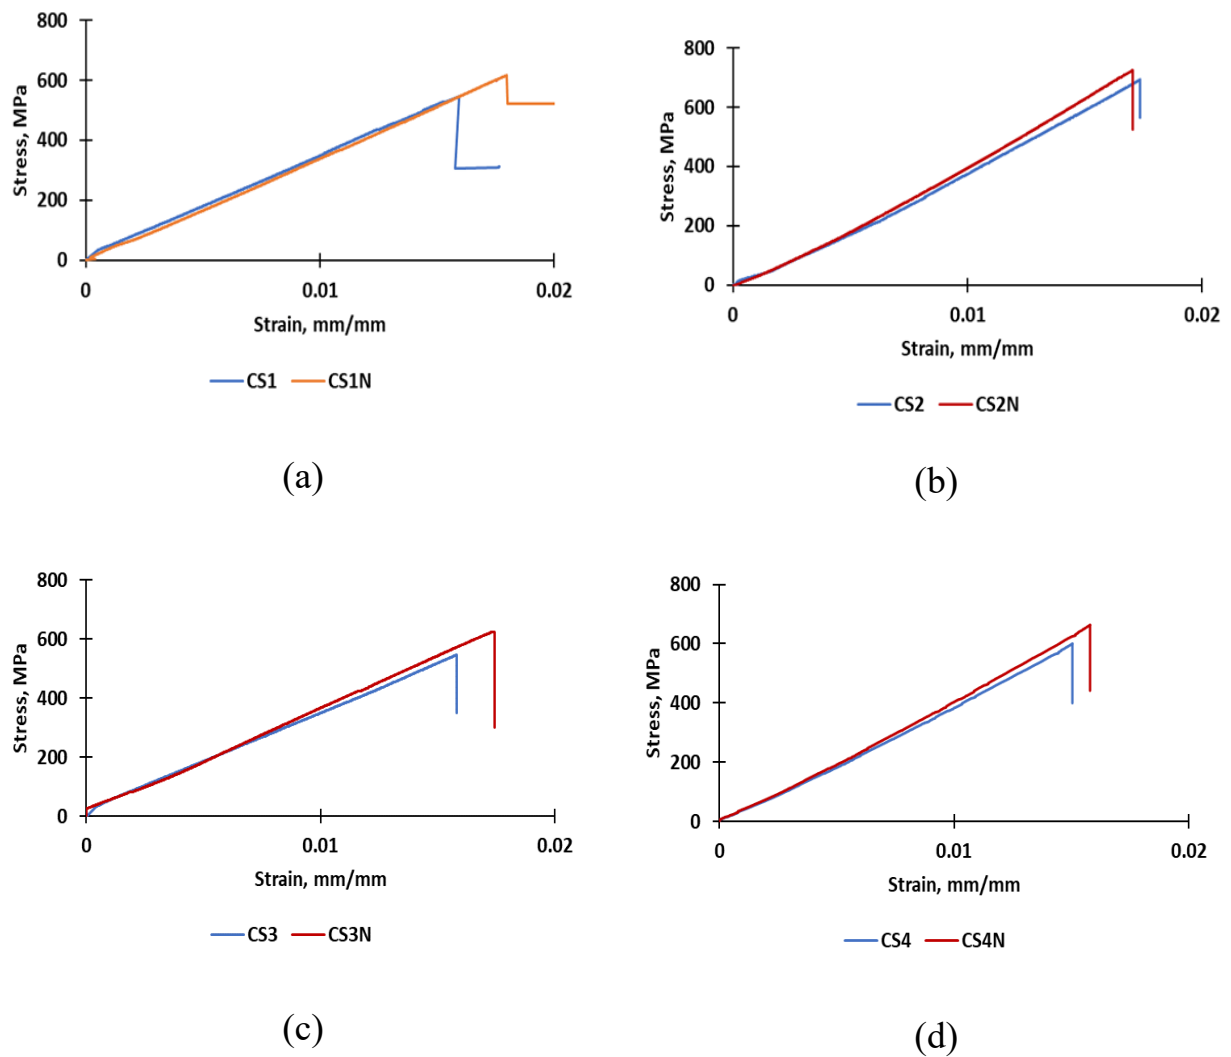 800
600
400
200
0
Stress, MPa
0 0.01 0.02
Strain, mm/mm
CS1 CS1N
(a)
800
600
400
200
0
Stress, MPa
0 0.01 0.02
Strain, mm/mm
CS2 CS2N
(b)
800
600
400
200
0
Stress, MPa
0 0.01 0.02
Strain, mm/mm
CS3 CS3N
(c)
800
600
400
200
0
Stress, MPa
0 0.01 0.02
Strain, mm/mm
CS4 CS4N
(d)